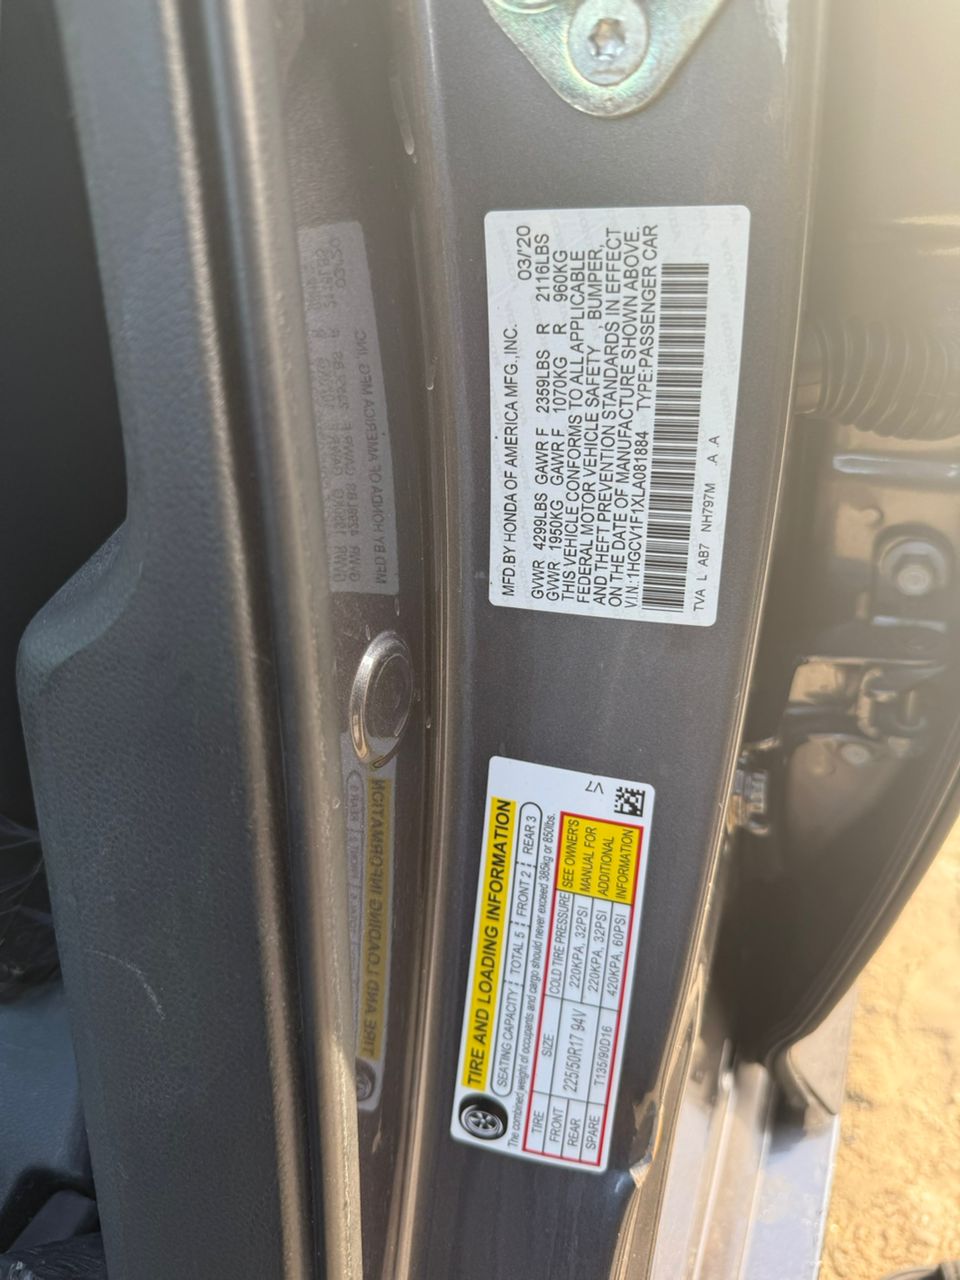 MFD.BY HONDA OF AMERICA MFG.,INC. 03/'20
GVWR 4299LBS GAWR F 2359LBS R 2116LBS
GVWR 1950KG GAWR F 1070KG R 960KG
THIS VEHICLE CONFORMS TO ALL APPLICABLE
FEDERAL MOTOR VEHICLE SAFETY , BUMPER,
AND THEFT PREVENTION STANDARDS IN EFFECT
ON THE DATE OF MANUFACTURE SHOWN ABOVE.
V.I.N.:1HGCV1F1XLA081884 TYPE:PASSENGER CAR
TVA L AB7 NH797M A A
TIRE AND LOADING INFORMATION
SEATING CAPACITY TOTAL 5 FRONT 2 REAR 3
The combined weight of occupants and cargo should never exceed 385kg or 850lbs.
TIRE SIZE COLD TIRE PRESSURE SEE OWNER'S MANUAL FOR ADDITIONAL INFORMATION
FRONT 225/50R17 94V 220KPA, 32PSI
REAR 220KPA, 32PSI
SPARE T135/90D16 420KPA, 60PSI
V7